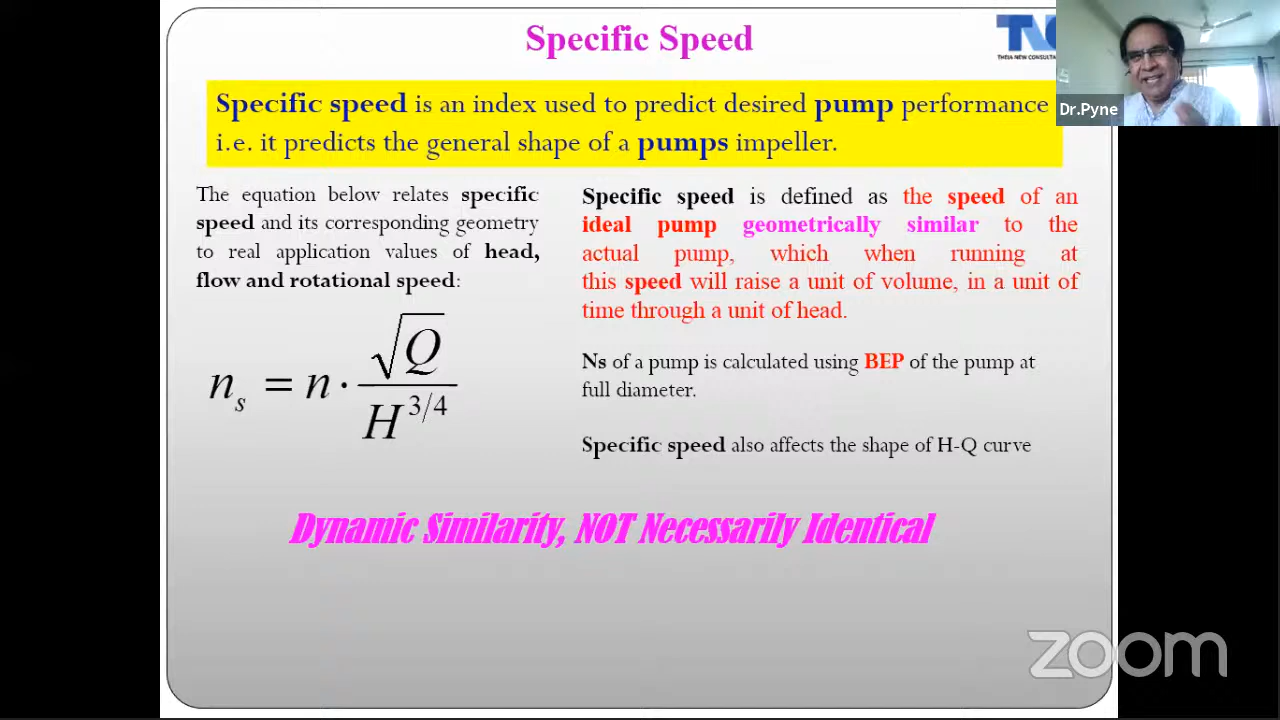 Specific Speed
THEIA NEW CONSULTA
Dr.Pyne
Specific speed is an index used to predict desired pump performance
i.e. it predicts the general shape of a pumps impeller.
The equation below relates specific
speed and its corresponding geometry
to real application values of head,
flow and rotational speed:
n_s = n · √Q / H^3/4
Specific speed is defined as the speed of an
ideal pump geometrically similar to the
actual pump, which when running at
this speed will raise a unit of volume, in a unit of
time through a unit of head.
Ns of a pump is calculated using BEP of the pump at
full diameter.
Specific speed also affects the shape of H-Q curve
Dynamic Similarity, NOT Necessarily Identical
zoom